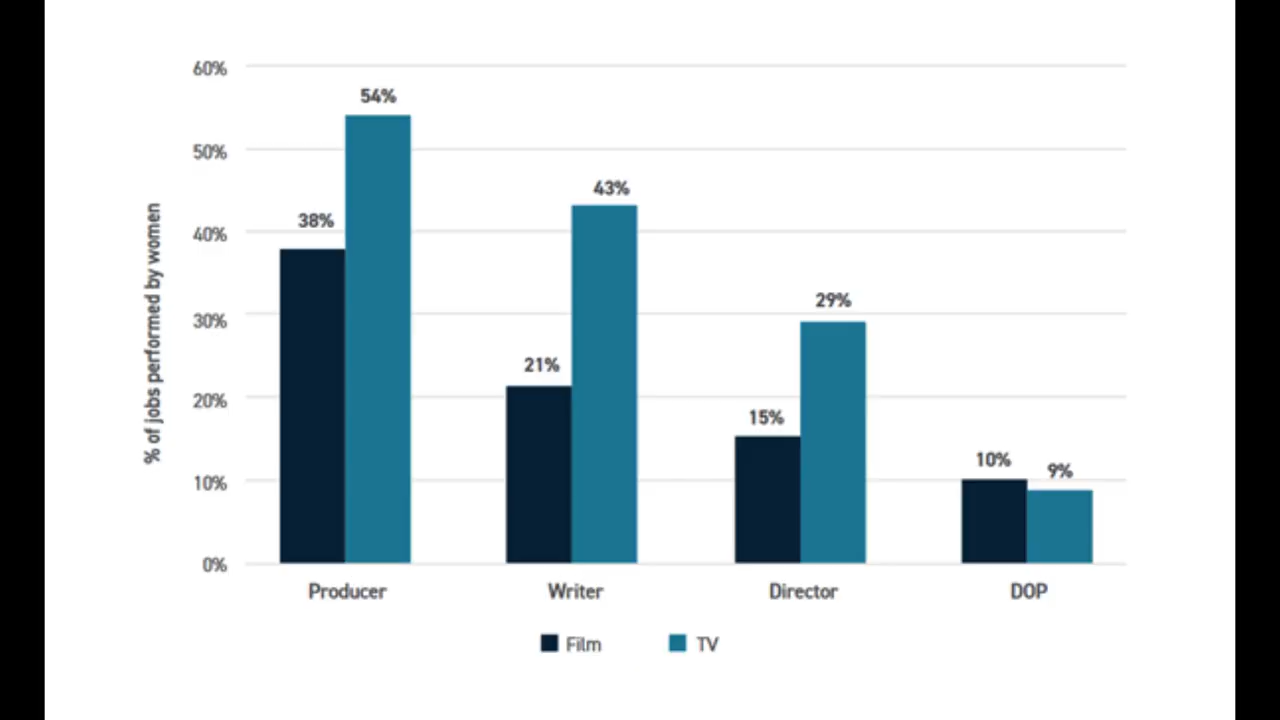 60%
54%
50%
43%
38%
40%
% of jobs performed by women
29%
30%
21%
20%
15%
10%
9%
10%
0%
Producer
Writer
Director
DOP
Film
TV